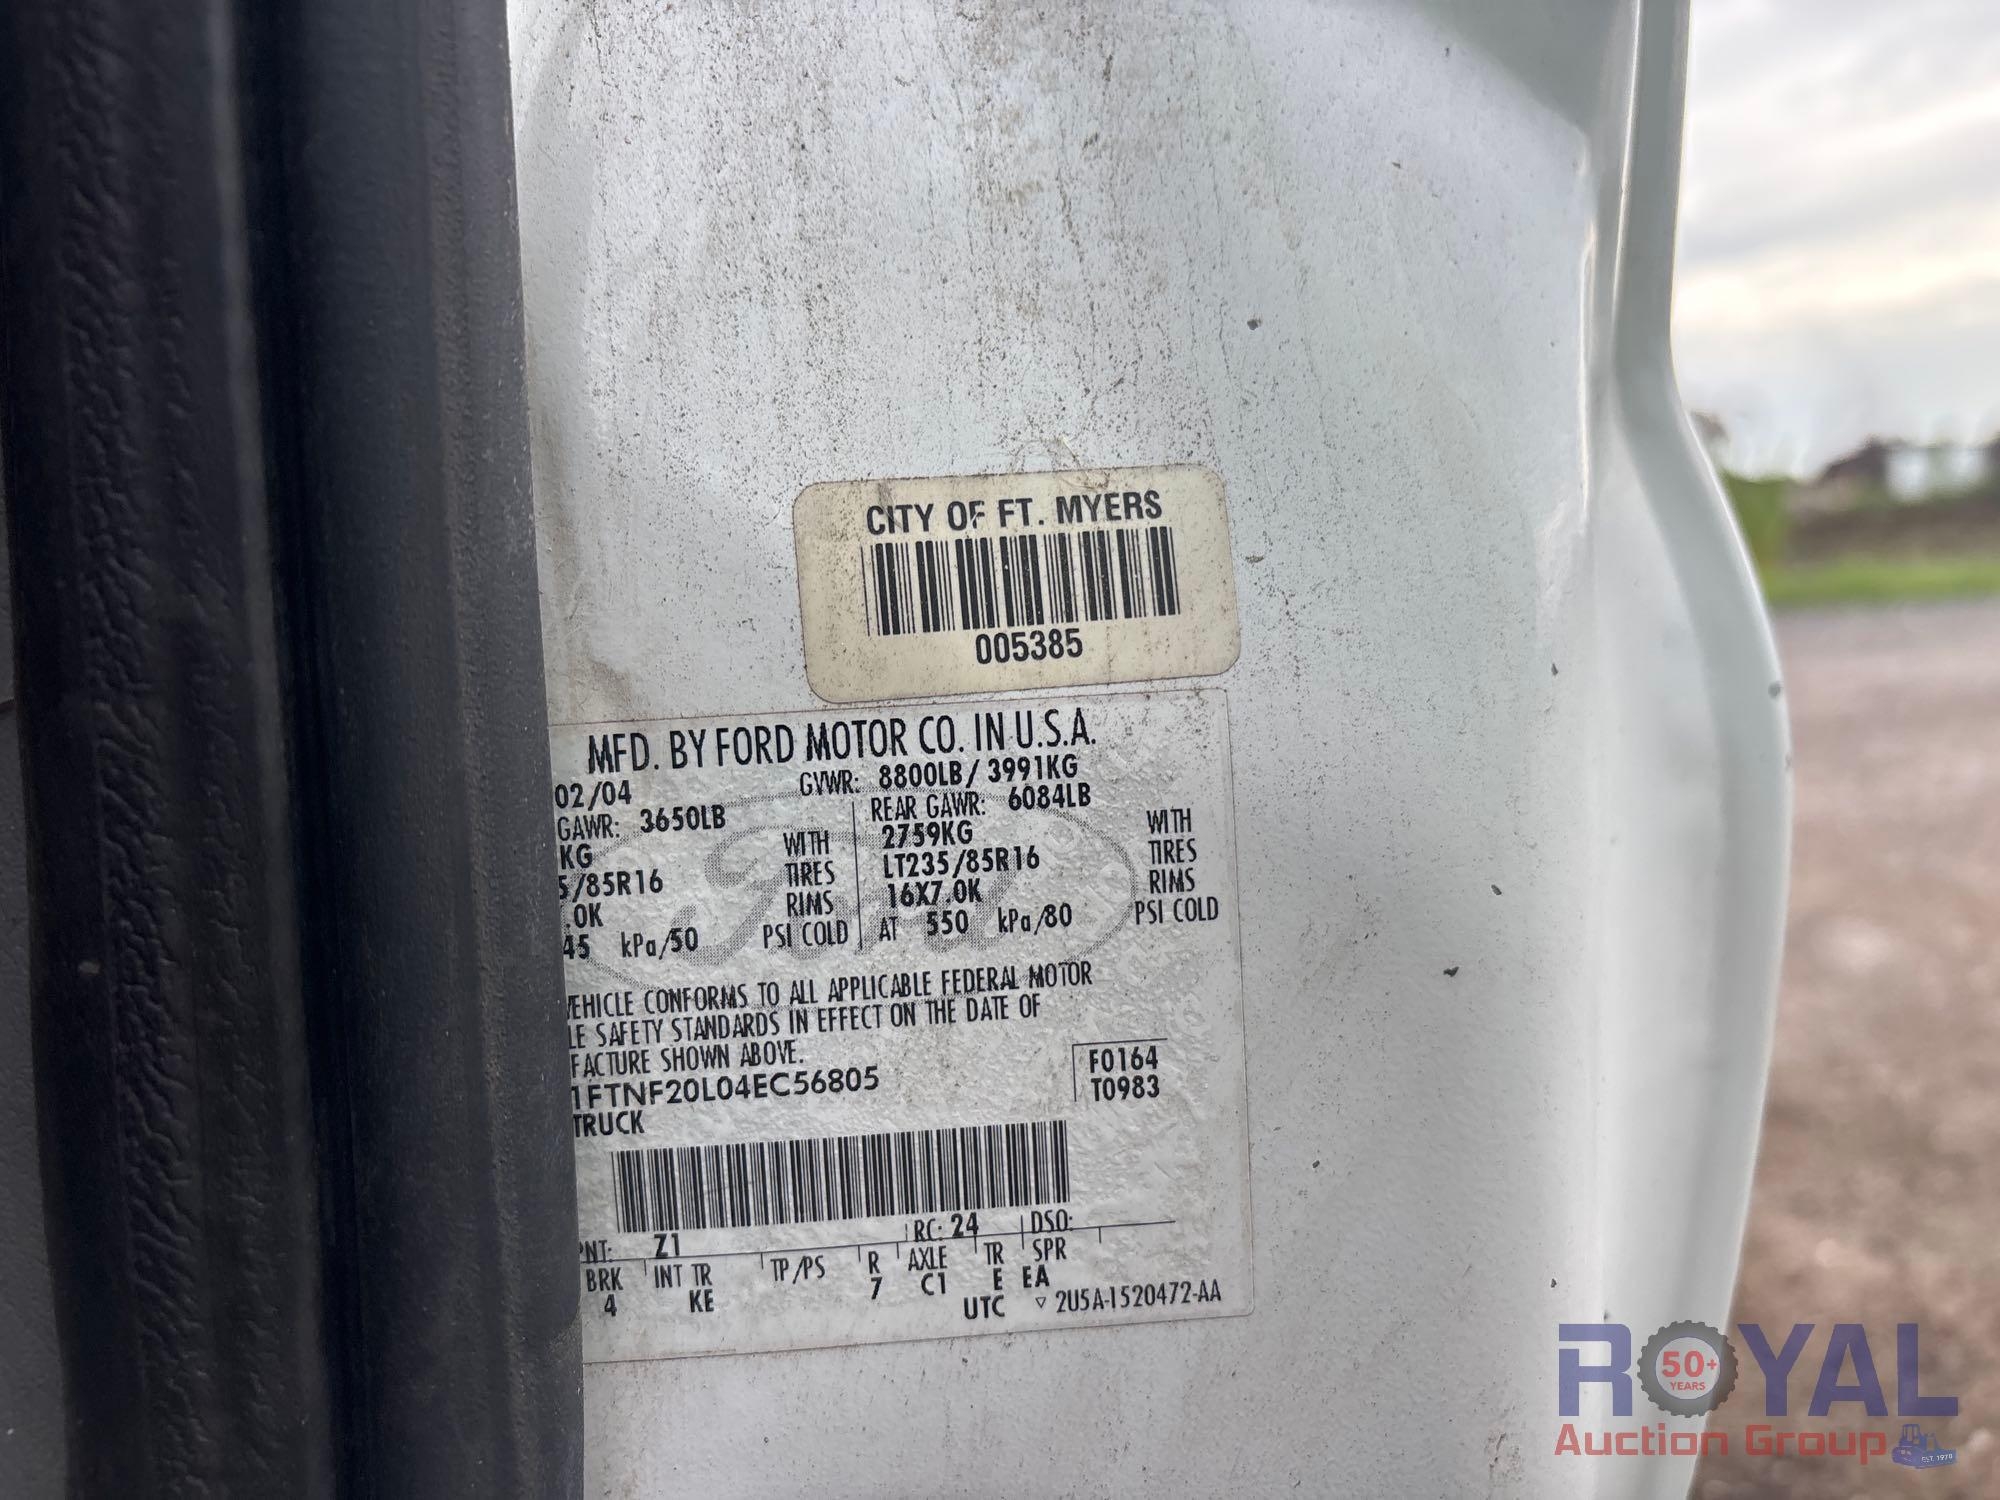 CITY OF FT. MYERS
005385
MFD. BY FORD MOTOR CO. IN U.S.A.
02/04 GVWR: 8800LB / 3991KG
GAWR: 3650LB REAR GAWR: 6084LB
KG WITH 2759KG WITH
5/85R16 TIRES LT235/85R16 TIRES
.0K RIMS 16X7.0K RIMS
45 kPa/50 PSI COLD AT 550 kPa/80 PSI COLD
VEHICLE CONFORMS TO ALL APPLICABLE FEDERAL MOTOR
LE SAFETY STANDARDS IN EFFECT ON THE DATE OF
FACTURE SHOWN ABOVE.
1FTNF20L04EC56805
TRUCK
F0164
T0983
PNT: Z1 RC: 24 DSO:
BRK INT TR TP/PS R AXLE TR SPR
4 KE 7 C1 E EA
UTC ▽ 2U5A-1520472-AA
ROYAL
50+
YEARS
Auction Group
EST. 1970